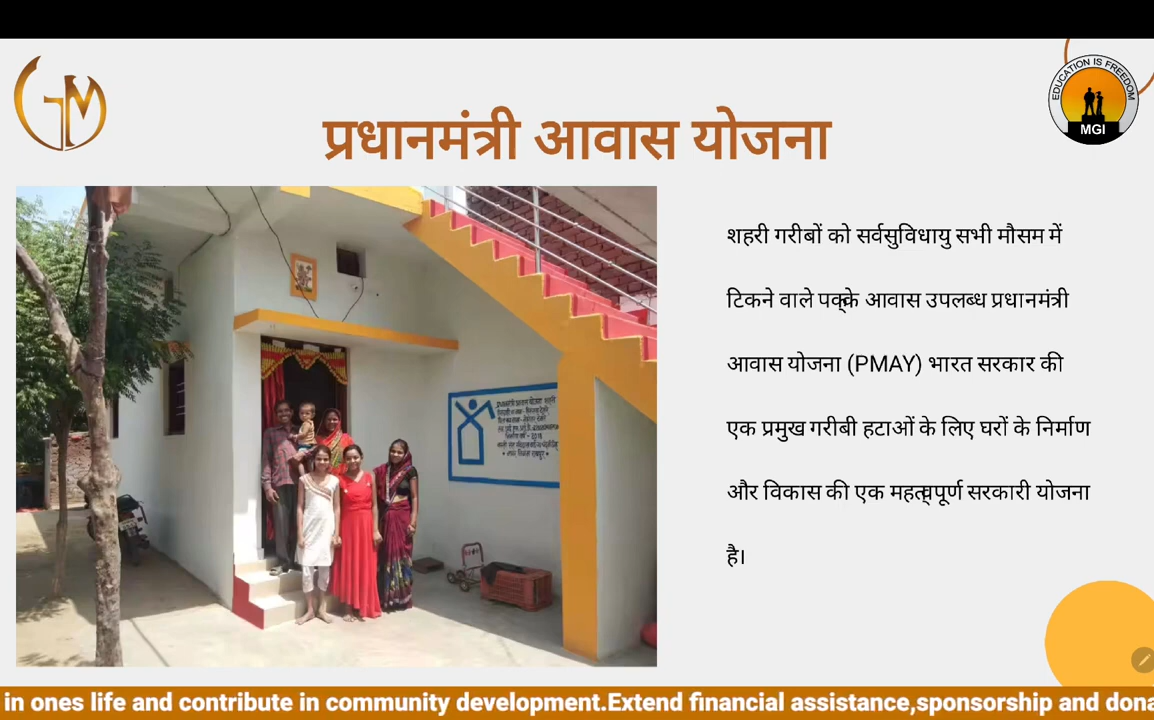 GM
EDUCATION IS FREEDOM
MGI
प्रधानमंत्री आवास योजना
शहरी गरीबों को सर्वसुविधायु सभी मौसम में
टिकने वाले पक्के आवास उपलब्ध प्रधानमंत्री
आवास योजना (PMAY) भारत सरकार की
एक प्रमुख गरीबी हटाओं के लिए घरों के निर्माण
और विकास की एक महत्वपूर्ण सरकारी योजना
है।
in ones life and contribute in community development.Extend financial assistance,sponsorship and dona